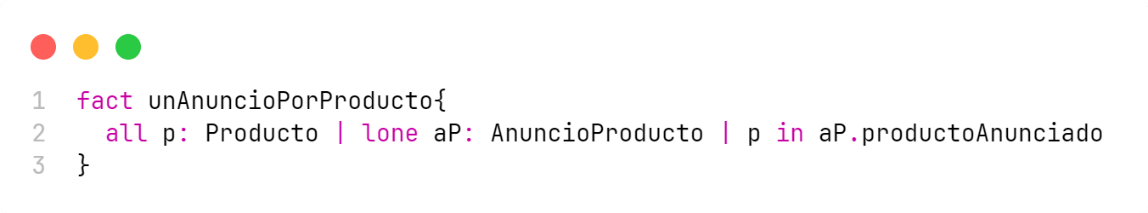 1 fact unAnuncioPorProducto{
2 all p: Producto | lone aP: AnuncioProducto | p in aP.productoAnunciado
3 }